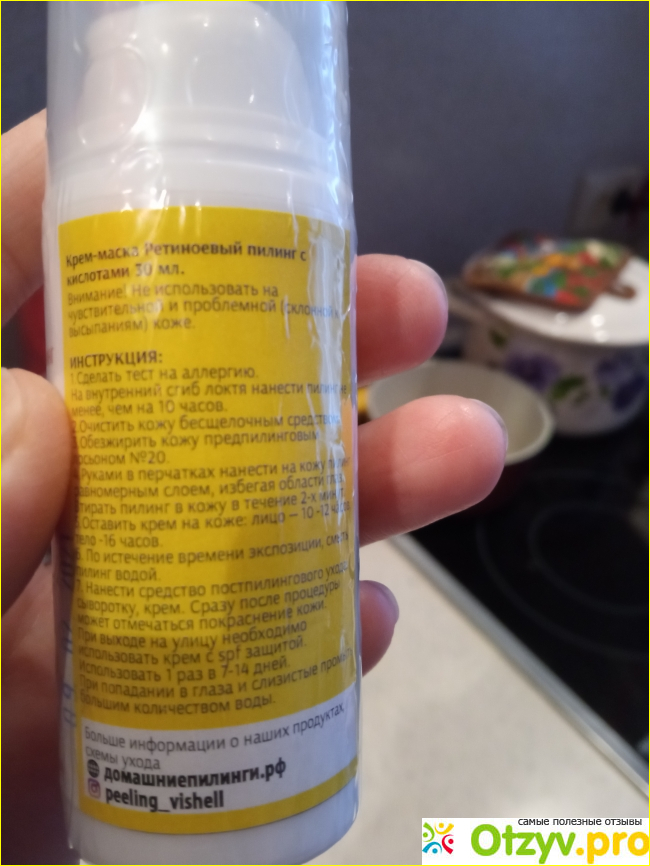 Крем-маска Ретиноевый пилинг с
кислотами 30 мл.
Внимание! Не использовать на
чувствительной и проблемной (склонной к
высыпаниям) коже.
ИНСТРУКЦИЯ:
1.Сделать тест на аллергию.
На внутренний сгиб локтя нанести пилинг не
менее, чем на 10 часов.
2.Очистить кожу бесщелочным средством.
3.Обезжирить кожу предпилинговым
лосьоном №20.
4.Руками в перчатках нанести на кожу
равномерным слоем, избегая области глаз,
втирать пилинг в кожу в течение 2-х минут.
5.Оставить крем на коже: лицо – 10 -12 часов,
тело -16 часов.
6. По истечение времени экспозиции, смыть
пилинг водой.
7. Нанести средство постпилингового ухода:
сыворотку, крем. Сразу после процедуры
может отмечаться покраснение кожи.
При выходе на улицу необходимо
использовать крем с spf защитой.
Использовать 1 раз в 7-14 дней.
При попадании в глаза и слизистые промыть
большим количеством воды.
Больше информации о наших продуктах,
схемы ухода
домашниепилинги.рф
peeling_vishell
самые полезные отзывы
Otzyv.pro